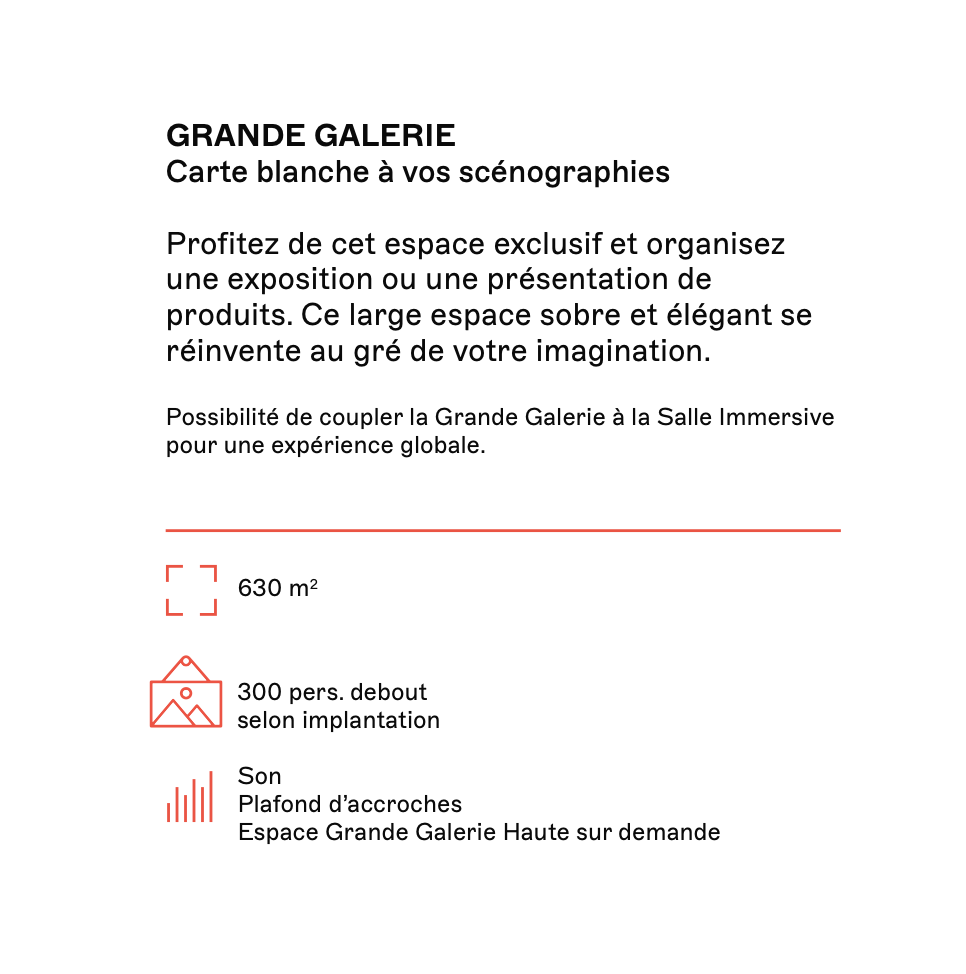 GRANDE GALERIE
Carte blanche à vos scénographies
Profitez de cet espace exclusif et organisez
une exposition ou une présentation de
produits. Ce large espace sobre et élégant se
réinvente au gré de votre imagination.
Possibilité de coupler la Grande Galerie à la Salle Immersive
pour une expérience globale.
630 m²
300 pers. debout
selon implantation
Son
Plafond d’accroches
Espace Grande Galerie Haute sur demande